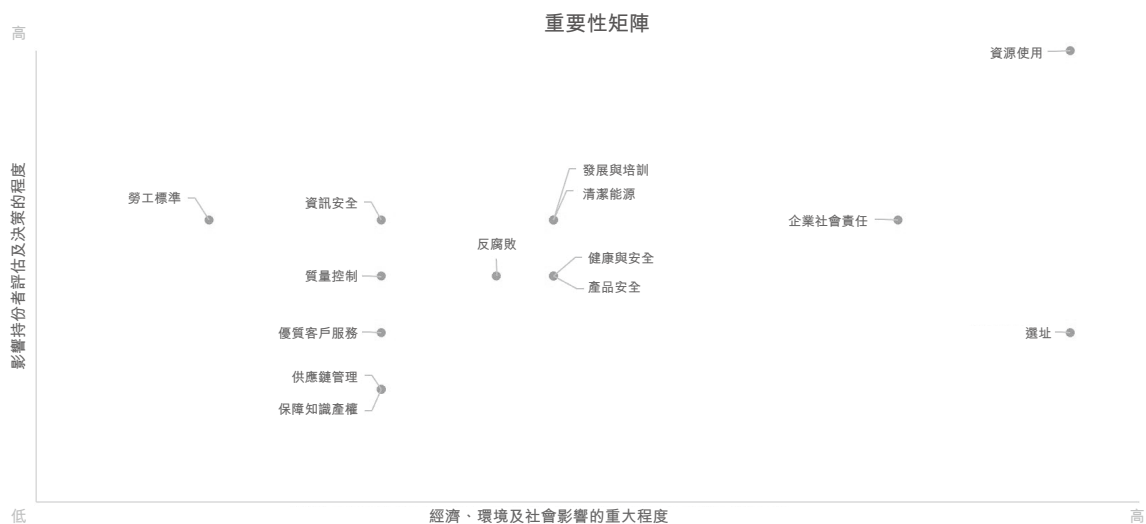 重要性矩陣
高
資源使用
發展與培訓
清潔能源
勞工標準
資訊安全
企業社會責任
反腐敗
健康與安全
質量控制
產品安全
優質客戶服務
選址
供應鏈管理
保障知識產權
影響持份者評估及決策的程度
低
經濟、環境及社會影響的重大程度
高